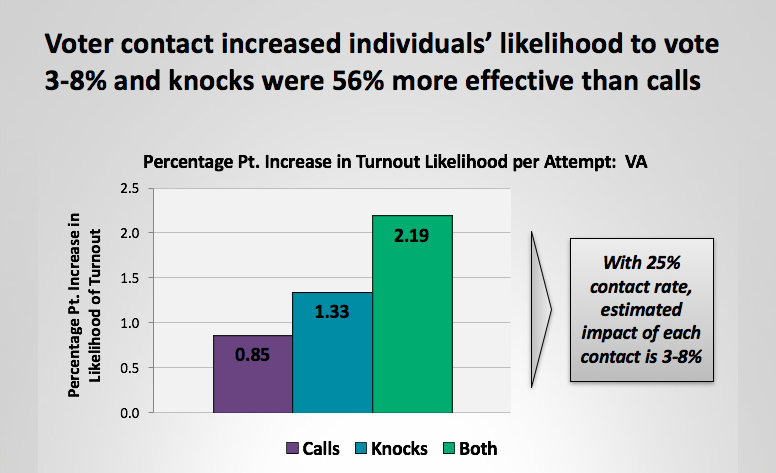 Voter contact increased individuals’ likelihood to vote
3-8% and knocks were 56% more effective than calls
Percentage Pt. Increase in Turnout Likelihood per Attempt: VA
Percentage Pt. Increase in
Likelihood of Turnout
2.5
2.0
1.5
1.0
0.5
0.0
0.85
1.33
2.19
Calls Knocks Both
With 25%
contact rate,
estimated
impact of each
contact is 3-8%